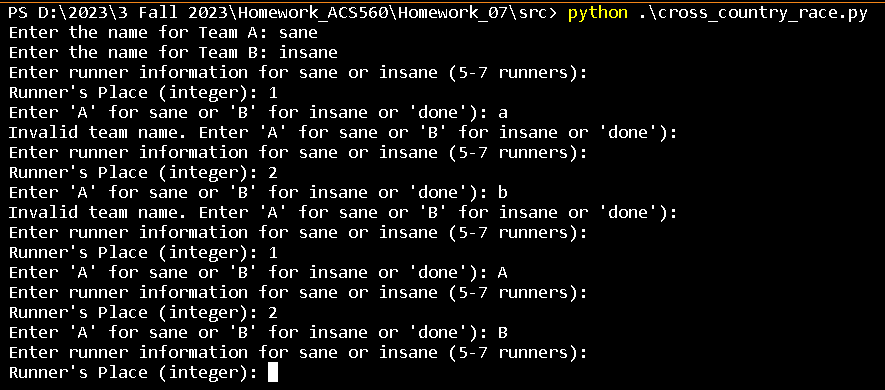 PS D:\2023\3 Fall 2023\Homework_ACS560\Homework_07\src> python .\cross_country_race.py
Enter the name for Team A: sane
Enter the name for Team B: insane
Enter runner information for sane or insane (5-7 runners):
Runner's Place (integer): 1
Enter 'A' for sane or 'B' for insane or 'done'): a
Invalid team name. Enter 'A' for sane or 'B' for insane or 'done'):
Enter runner information for sane or insane (5-7 runners):
Runner's Place (integer): 2
Enter 'A' for sane or 'B' for insane or 'done'): b
Invalid team name. Enter 'A' for sane or 'B' for insane or 'done'):
Enter runner information for sane or insane (5-7 runners):
Runner's Place (integer): 1
Enter 'A' for sane or 'B' for insane or 'done'): A
Enter runner information for sane or insane (5-7 runners):
Runner's Place (integer): 2
Enter 'A' for sane or 'B' for insane or 'done'): B
Enter runner information for sane or insane (5-7 runners):
Runner's Place (integer):